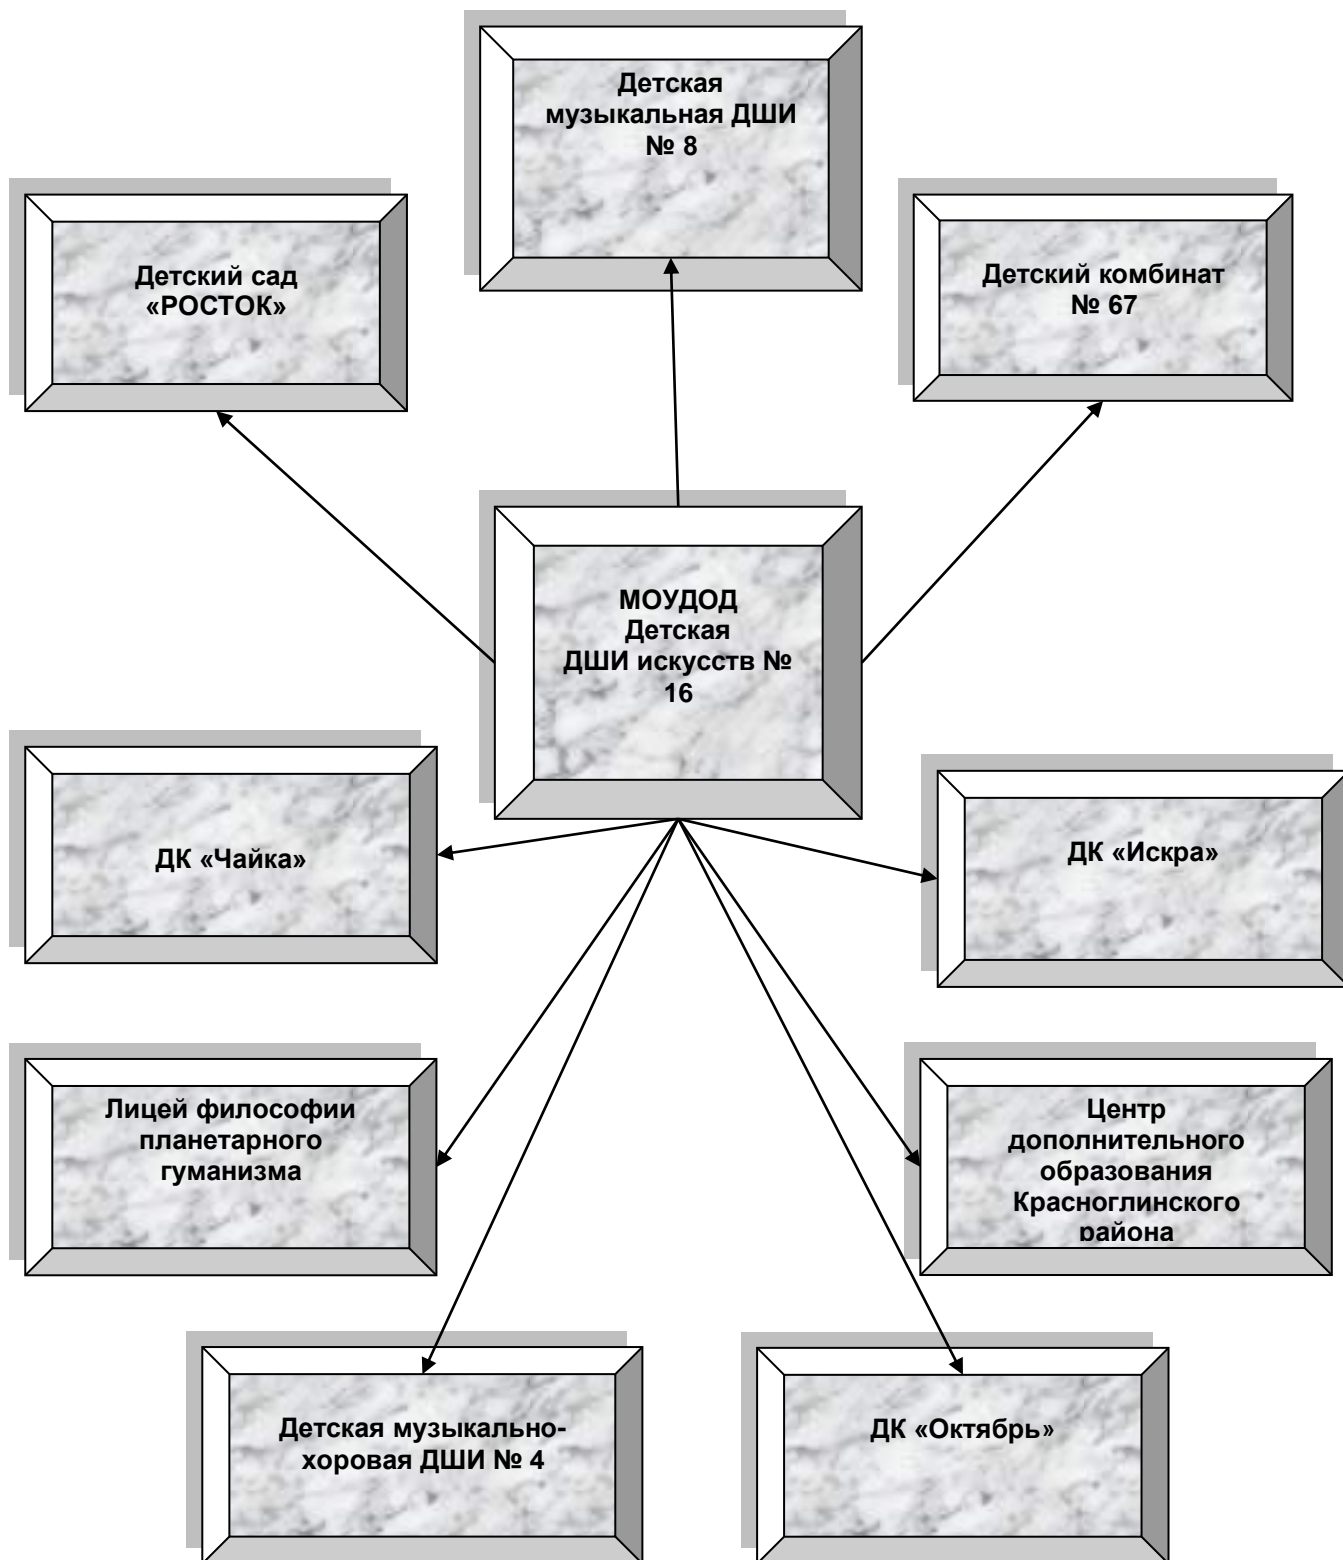 Детская
музыкальная ДШИ
№ 8
Детский сад
«РОСТОК»
Детский комбинат
№ 67
МОУДОД
Детская
ДШИ искусств №
16
ДК «Чайка»
ДК «Искра»
Лицей философии
планетарного
гуманизма
Центр
дополнительного
образования
Красноглинского
района
Детская музыкально-
хоровая ДШИ № 4
ДК «Октябрь»